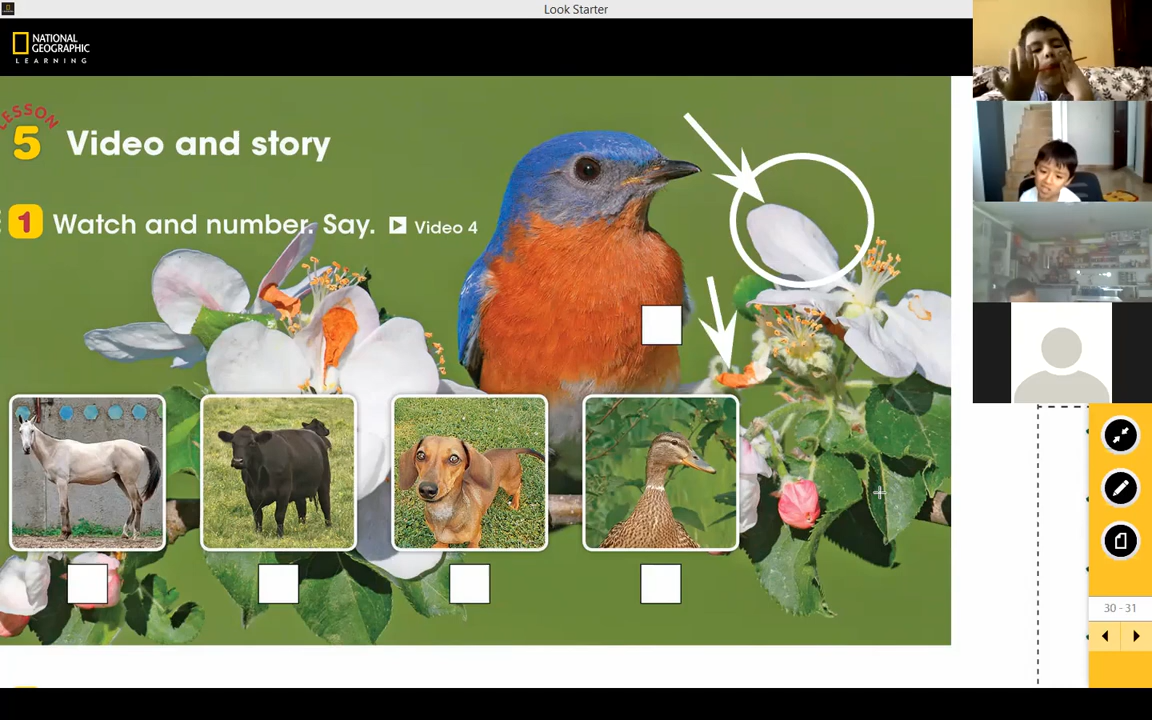 Look Starter
NATIONAL
GEOGRAPHIC
LEARNING
LESSON
5 Video and story
1 Watch and number. Say. Video 4
30 - 31